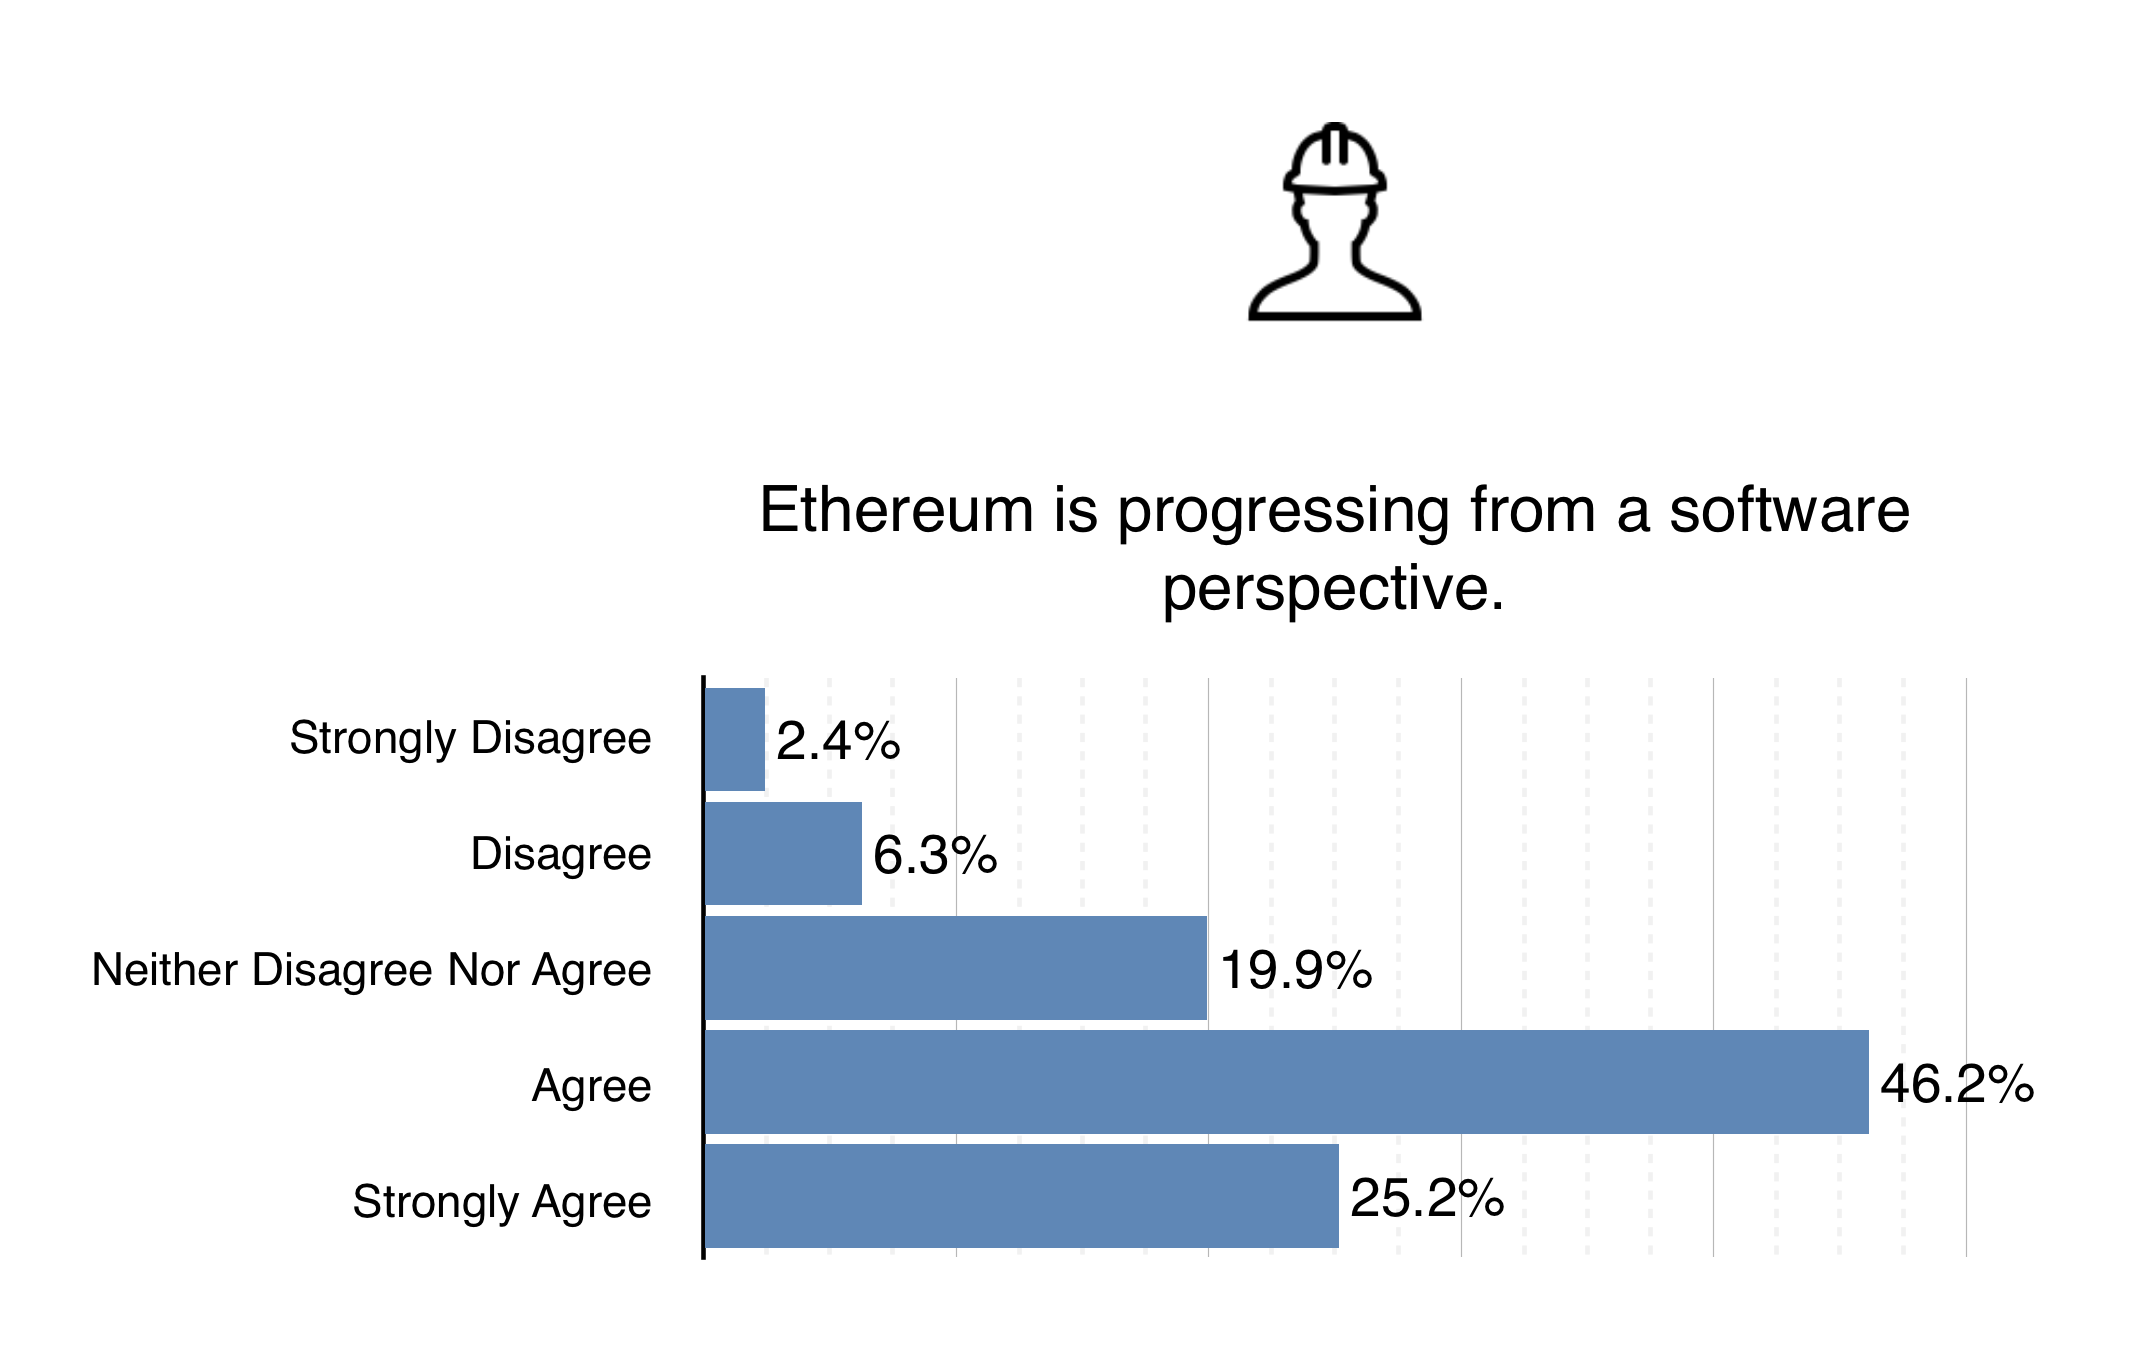 Ethereum is progressing from a software
perspective.
Strongly Disagree 2.4%
Disagree 6.3%
Neither Disagree Nor Agree 19.9%
Agree 46.2%
Strongly Agree 25.2%